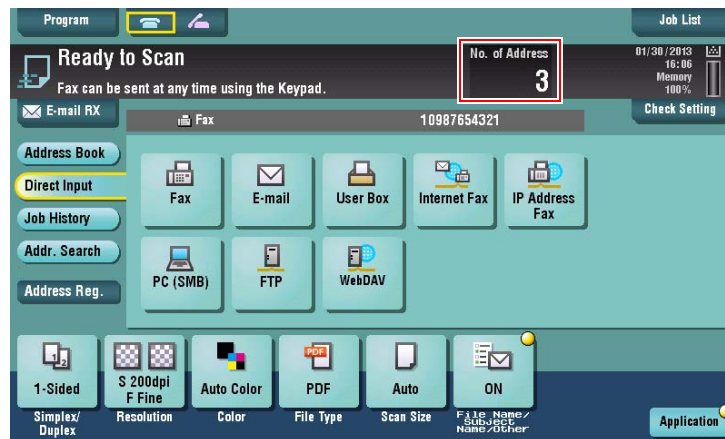 Program
Job List
Ready to Scan
No. of Address
3
01/30/2013
16:06
Memory
100%
Fax can be sent at any time using the Keypad.
E-mail RX
Fax
10987654321
Check Setting
Address Book
Direct Input
Job History
Addr. Search
Address Reg.
Fax
E-mail
User Box
Internet Fax
IP Address
Fax
PC (SMB)
FTP
WebDAV
1-Sided
S 200dpi
F Fine
Auto Color
PDF
PDF
Auto
ON
Simplex/
Duplex
Resolution
Color
File Type
Scan Size
File Name/
Subject
Name/Other
Application